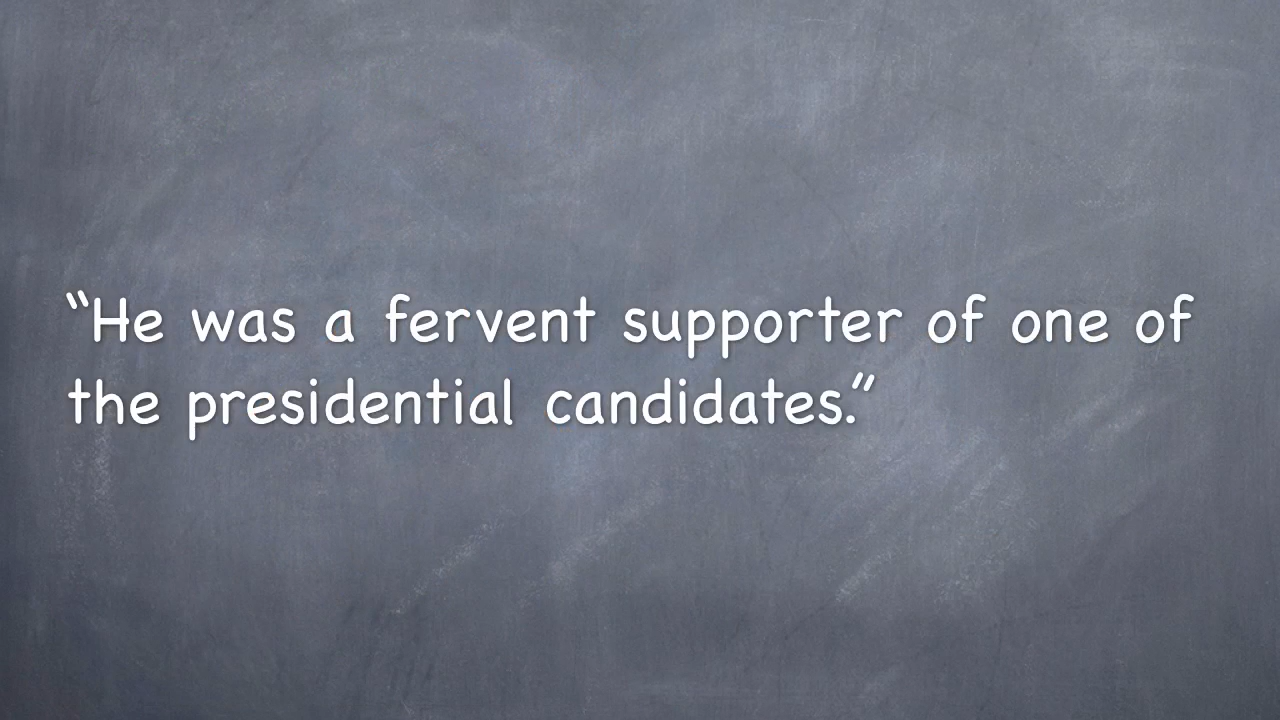 “He was a fervent supporter of one of
the presidential candidates.”